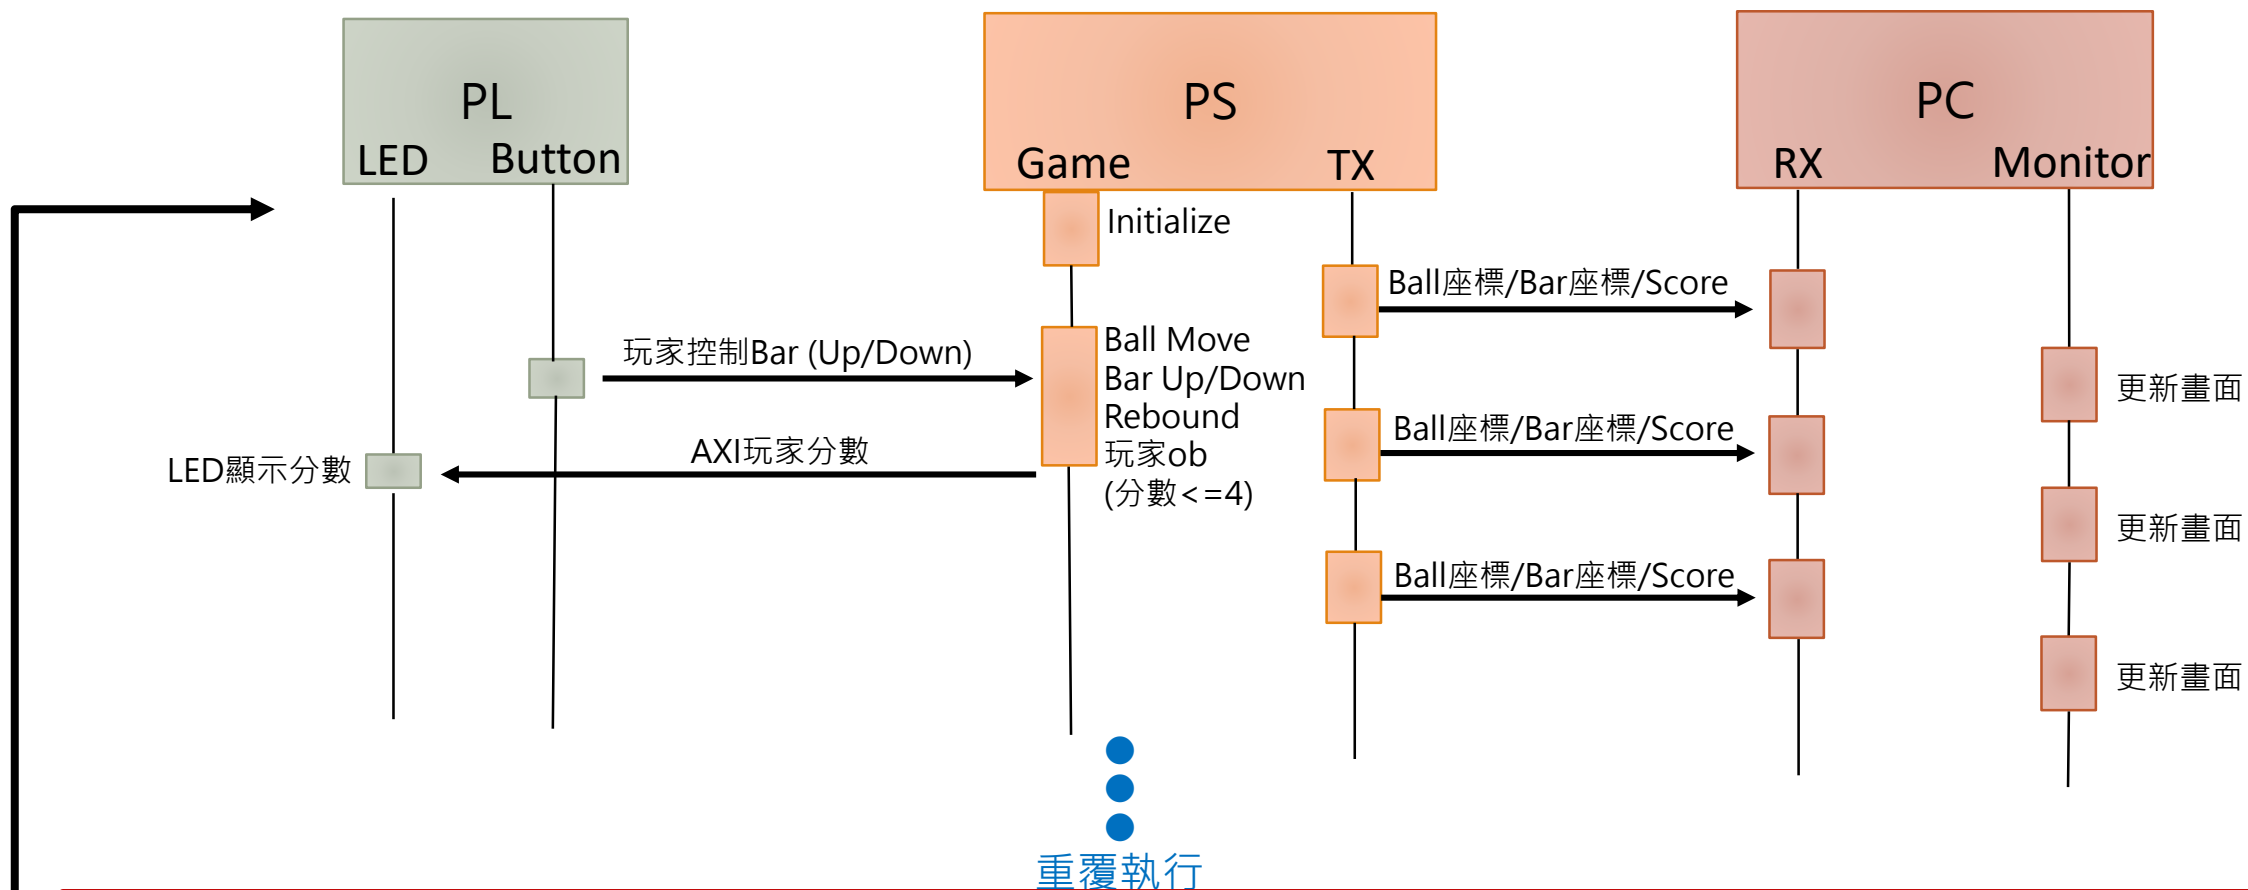 PL
LED
Button
PS
Game
TX
PC
RX
Monitor
Initialize
Ball座標/Bar座標/Score
玩家控制Bar (Up/Down)
Ball Move
Bar Up/Down
Rebound
玩家ob
(分數<=4)
更新畫面
Ball座標/Bar座標/Score
AXI玩家分數
LED顯示分數
更新畫面
Ball座標/Bar座標/Score
更新畫面
重覆執行